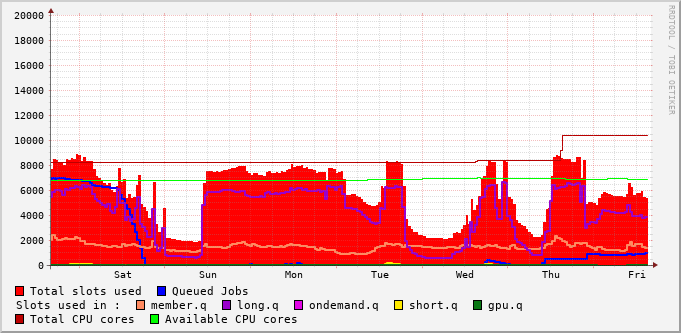 20000
18000
16000
14000
12000
10000
8000
6000
4000
2000
0
Sat Sun Mon Tue Wed Thu Fri
RRDTOOL / TOBI OETIKER
Total slots used Queued Jobs
Slots used in : member.q long.q ondemand.q short.q gpu.q
Total CPU cores Available CPU cores